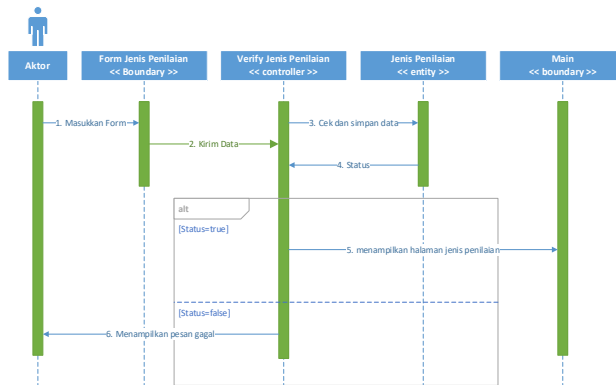 Aktor
Form Jenis Penilaian
<< Boundary >>
Verify Jenis Penilaian
<< controller >>
Jenis Penilaian
<< entity >>
Main
<< boundary >>
1. Masukkan Form
3. Cek dan simpan data
2. Kirim Data
4. Status
alt
[Status=true]
5. menampilkan halaman jenis penilaian
[Status=false]
6. Menampilkan pesan gagal